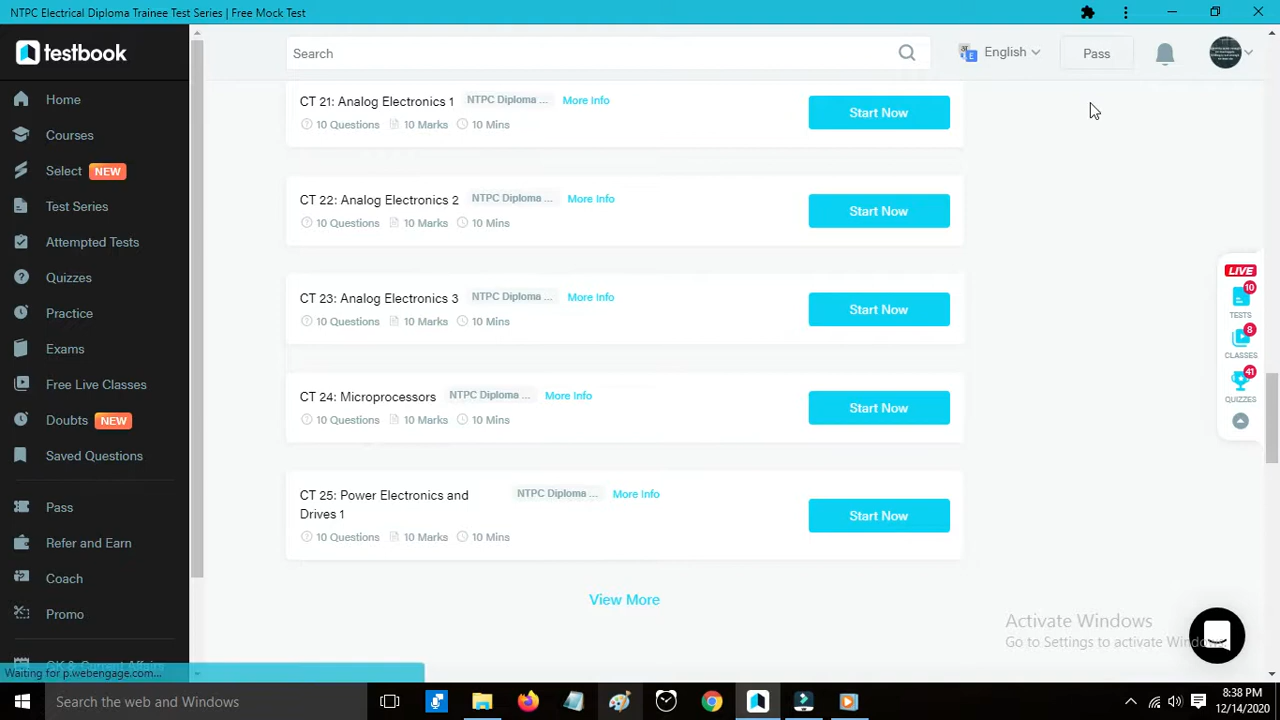 NTPC Electrical Diploma Trainee Test Series | Free Mock Test
testbook
Search
English
Pass
Home
Courses
Select NEW
Test Series
Attempted Tests
Quizzes
Practice
Exams
Free Live Classes
Doubts NEW
Saved Questions
Pass
Refer and Earn
Coach
Promo
GK & Current Affairs
Waiting for p.webengage.com...
CT 21: Analog Electronics 1 NTPC Diploma ... More Info
10 Questions 10 Marks 10 Mins
Start Now
CT 22: Analog Electronics 2 NTPC Diploma ... More Info
10 Questions 10 Marks 10 Mins
Start Now
CT 23: Analog Electronics 3 NTPC Diploma ... More Info
10 Questions 10 Marks 10 Mins
Start Now
CT 24: Microprocessors NTPC Diploma ... More Info
10 Questions 10 Marks 10 Mins
Start Now
CT 25: Power Electronics and NTPC Diploma ... More Info
Drives 1
10 Questions 10 Marks 10 Mins
Start Now
View More
LIVE
10
TESTS
8
CLASSES
41
QUIZZES
Activate Windows
Go to Settings to activate Windows.
Search the web and Windows
8:38 PM
12/14/2020